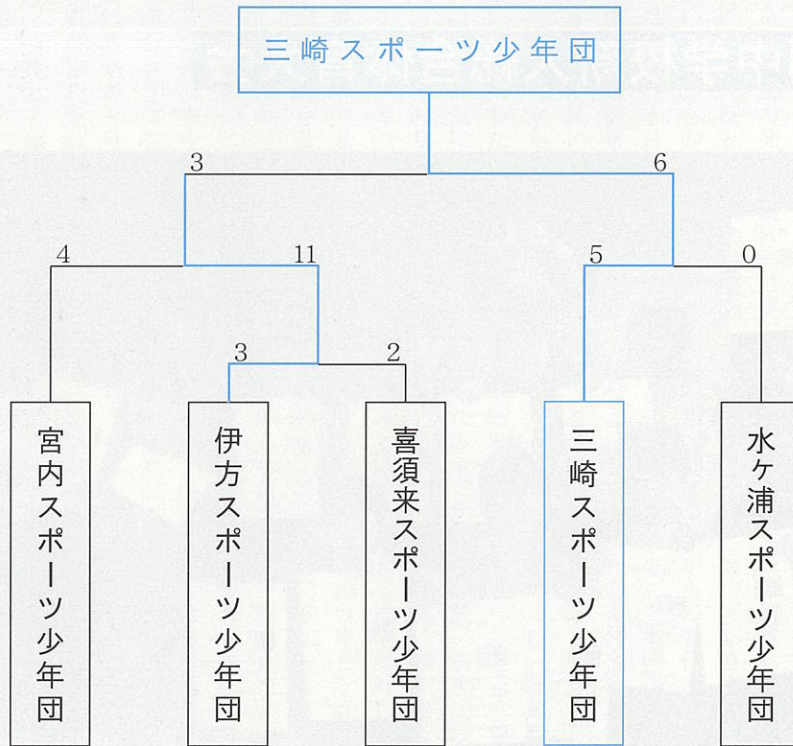 三崎スポーツ少年団
3 6
4 11 5 0
3 2
宮内スポーツ少年団
伊方スポーツ少年団
喜須来スポーツ少年団
三崎スポーツ少年団
水ヶ浦スポーツ少年団